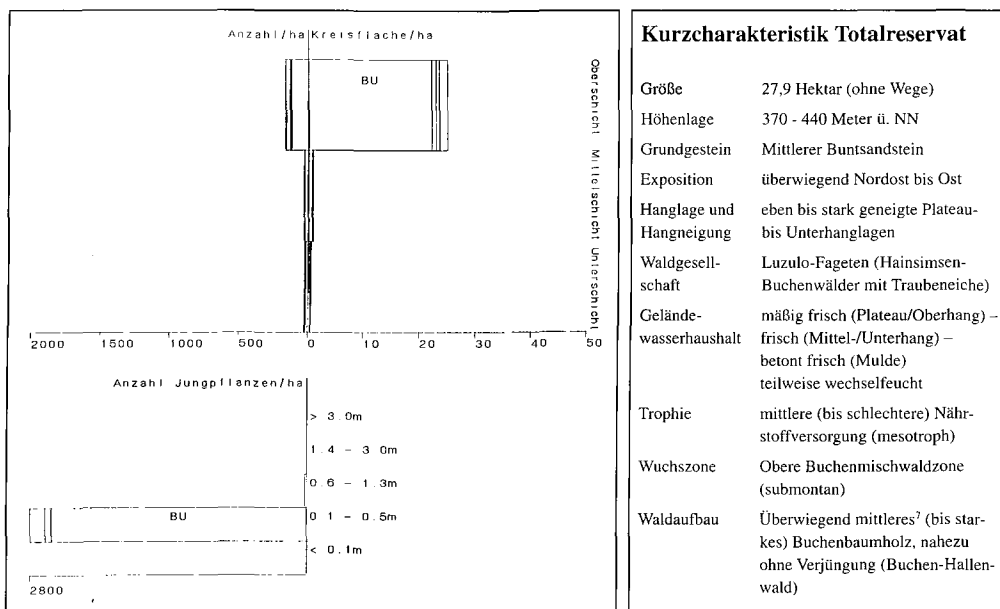 Anzahl/ha Kreisfläche/ha
BU
Oberschicht Mittelschicht Unterschicht
2000 1500 1000 500 0 10 20 30 40 50
Anzahl Jungpflanzen/ha
> 3.0m
1.4 – 3.0m
0.6 – 1.3m
BU
0.1 – 0.5m
< 0.1m
2800
Kurzcharakteristik Totalreservat
Größe 27,9 Hektar (ohne Wege)
Höhenlage 370 - 440 Meter ü. NN
Grundgestein Mittlerer Buntsandstein
Exposition überwiegend Nordost bis Ost
Hanglage und eben bis stark geneigte Plateau-
Hangneigung bis Unterhanglagen
Waldgesell- Luzulo-Fageten (Hainsimsen-
schaft Buchenwälder mit Traubeneiche)
Gelände- mäßig frisch (Plateau/Oberhang) –
wasserhaushalt frisch (Mittel-/Unterhang) –
betont frisch (Mulde)
teilweise wechselfeucht
Trophie mittlere (bis schlechtere) Nähr-
stoffversorgung (mesotroph)
Wuchszone Obere Buchenmischwaldzone
(submontan)
Waldaufbau Überwiegend mittleres⁷ (bis star-
kes) Buchenbaumholz, nahezu
ohne Verjüngung (Buchen-Hallen-
wald)